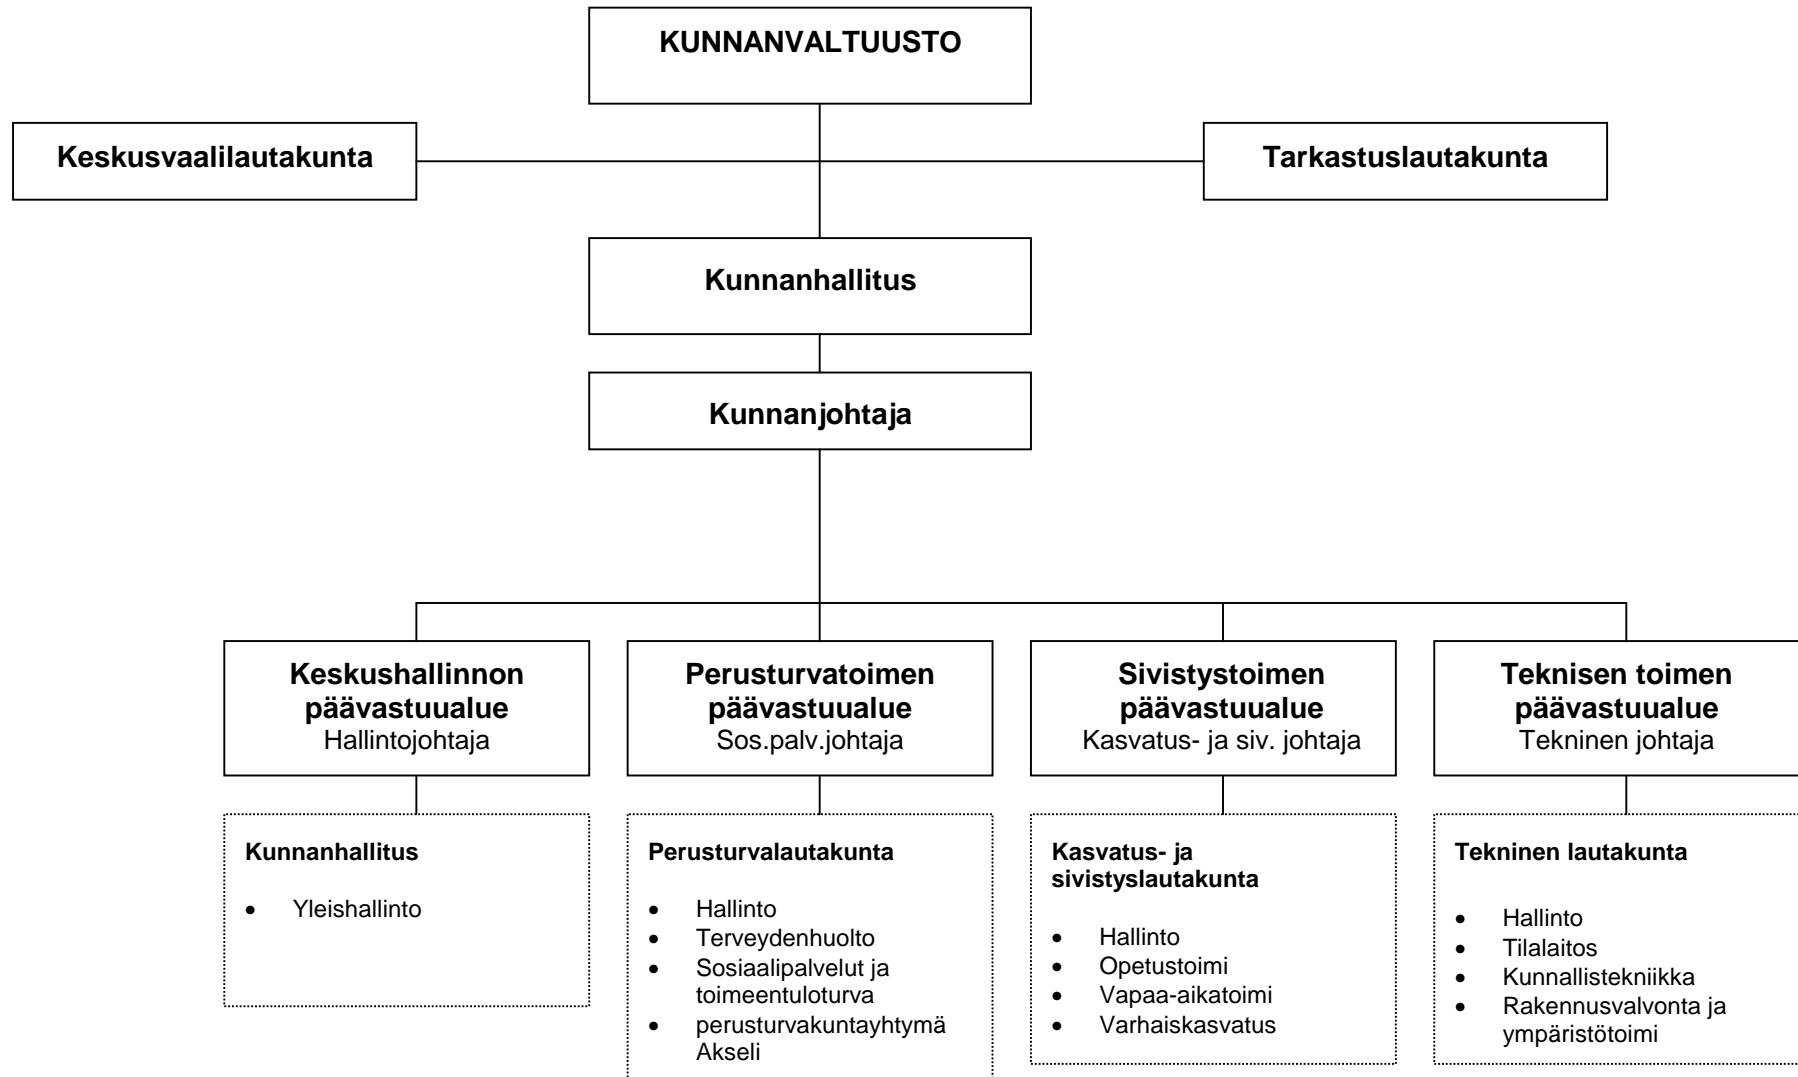 KUNNANVALTUUSTO
Keskusvaalilautakunta
Tarkastuslautakunta
Kunnanhallitus
Kunnanjohtaja
Keskushallinnon
päävastuualue
Hallintojohtaja
Perusturvatoimen
päävastuualue
Sos.palv.johtaja
Sivistystoimen
päävastuualue
Kasvatus- ja siv. johtaja
Teknisen toimen
päävastuualue
Tekninen johtaja
Kunnanhallitus
• Yleishallinto
Perusturvalautakunta
• Hallinto
• Terveydenhuolto
• Sosiaalipalvelut ja
toimeentuloturva
• perusturvakuntayhtymä
Akseli
Kasvatus- ja
sivistyslautakunta
• Hallinto
• Opetustoimi
• Vapaa-aikatoimi
• Varhaiskasvatus
Tekninen lautakunta
• Hallinto
• Tilalaitos
• Kunnallistekniikka
• Rakennusvalvonta ja
ympäristötoimi